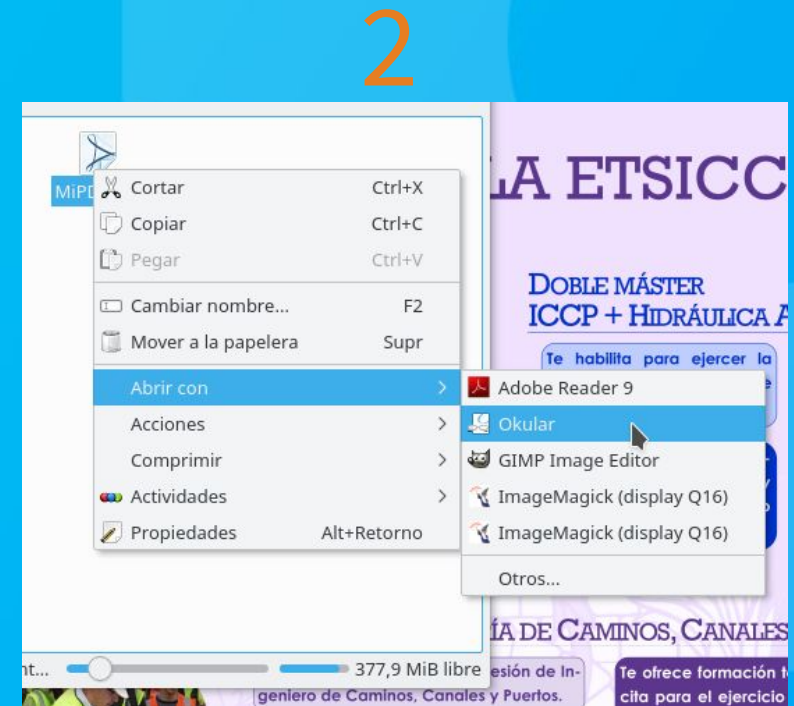 2
LA ETSICC
MiPD
Cortar Ctrl+X
Copiar Ctrl+C
Pegar Ctrl+V
Cambiar nombre... F2
Mover a la papelera Supr
Abrir con
Acciones
Comprimir
Actividades
Propiedades Alt+Retorno
DOBLE MÁSTER
ICCP + HIDRÁULICA A
Te habilita para ejercer la
Adobe Reader 9
Okular
GIMP Image Editor
ImageMagick (display Q16)
ImageMagick (display Q16)
Otros...
ÍA DE CAMINOS, CANALES
nt... 377,9 MiB libre
esión de In-
geniero de Caminos, Canales y Puertos.
Te ofrece formación t
cita para el ejercicio